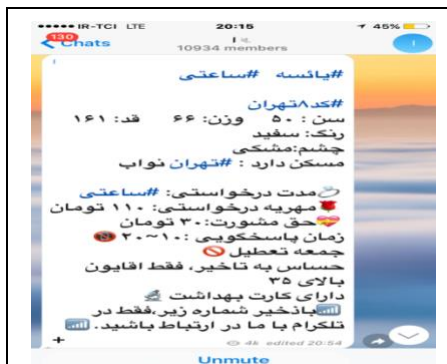 IR-TCI LTE 20:15 45%
130
Chats
10934 members
#یائسه #ساعتی
#کد۸تهران
سن : ۵۰ وزن: ۶۶ قد: ۱۶۱
رنگ: سفید
چشم:مشکی
مسکن دارد : #تهران نواب
مدت درخواستی: #ساعتی
مهریه درخواستی: ۱۱۰ تومان
حق مشورت: ۳۰ تومان
زمان پاسخگویی :۱۰~۲۰
جمعه تعطیل
حساس به تاخیر، فقط اقایون
بالای ۳۵
دارای کارت بهداشت
باذخیر شماره زیر،فقط در
تلگرام با ما در ارتباط باشید.
4k edited 20:54
Unmute